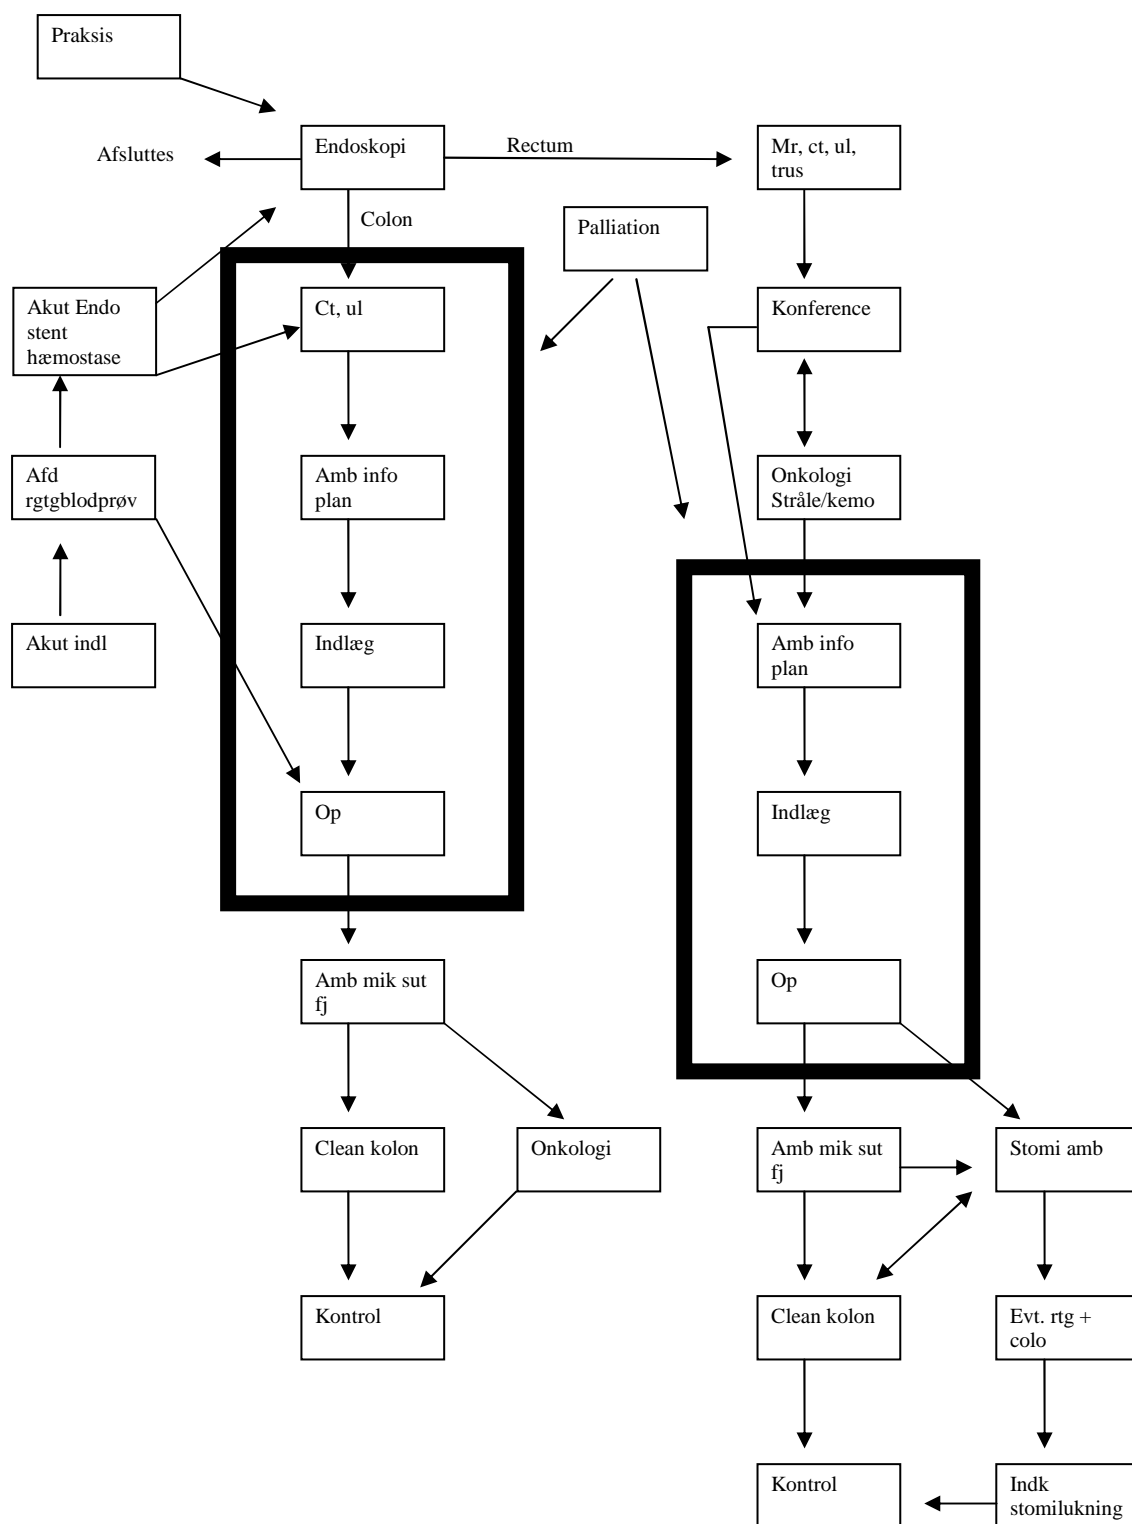 Praksis
Afsluttes
Endoskopi
Rectum
Mr, ct, ul,
trus
Colon
Palliation
Akut Endo
stent
hæmostase
Ct, ul
Konference
Afd
rgtgblodprøv
Amb info
plan
Onkologi
Stråle/kemo
Akut indl
Indlæg
Amb info
plan
Op
Indlæg
Amb mik sut
fj
Op
Clean kolon
Onkologi
Amb mik sut
fj
Stomi amb
Kontrol
Clean kolon
Evt. rtg +
colo
Kontrol
Indk
stomilukning